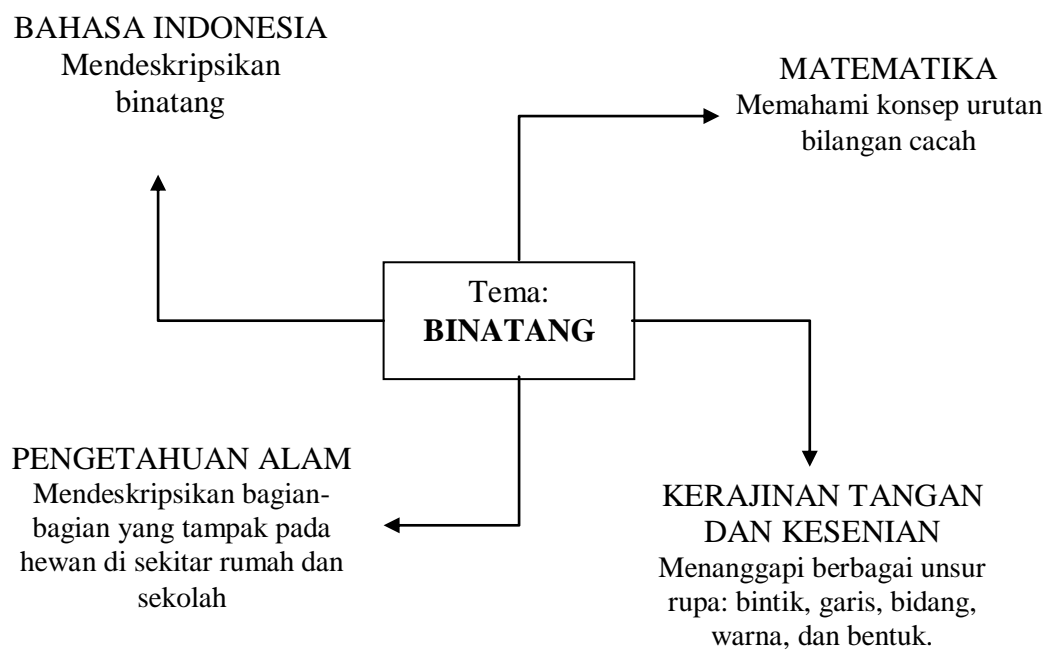 BAHASA INDONESIA
Mendeskripsikan
binatang
MATEMATIKA
Memahami konsep urutan
bilangan cacah
Tema:
BINATANG
PENGETAHUAN ALAM
Mendeskripsikan bagian-
bagian yang tampak pada
hewan di sekitar rumah dan
sekolah
KERAJINAN TANGAN
DAN KESENIAN
Menanggapi berbagai unsur
rupa: bintik, garis, bidang,
warna, dan bentuk.